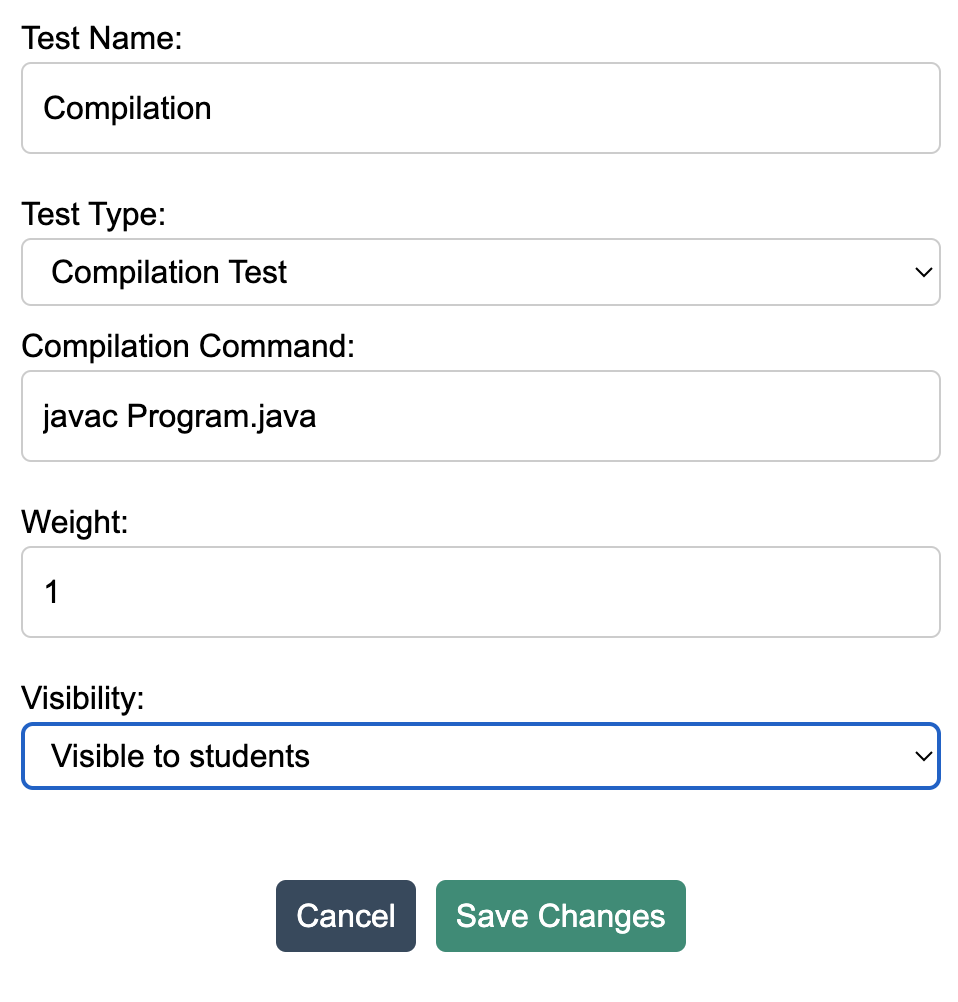 Test Name:
Compilation
Test Type:
Compilation Test
Compilation Command:
javac Program.java
Weight:
1
Visibility:
Visible to students
Cancel Save Changes